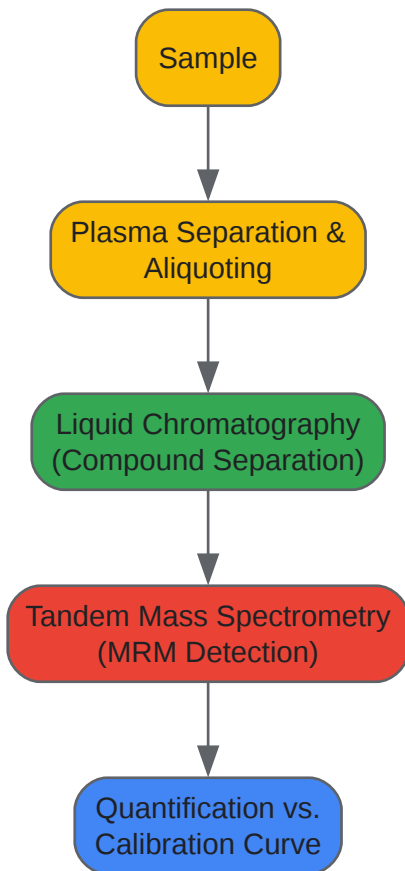 Sample
Plasma Separation &
Aliquoting
Liquid Chromatography
(Compound Separation)
Tandem Mass Spectrometry
(MRM Detection)
Quantification vs.
Calibration Curve